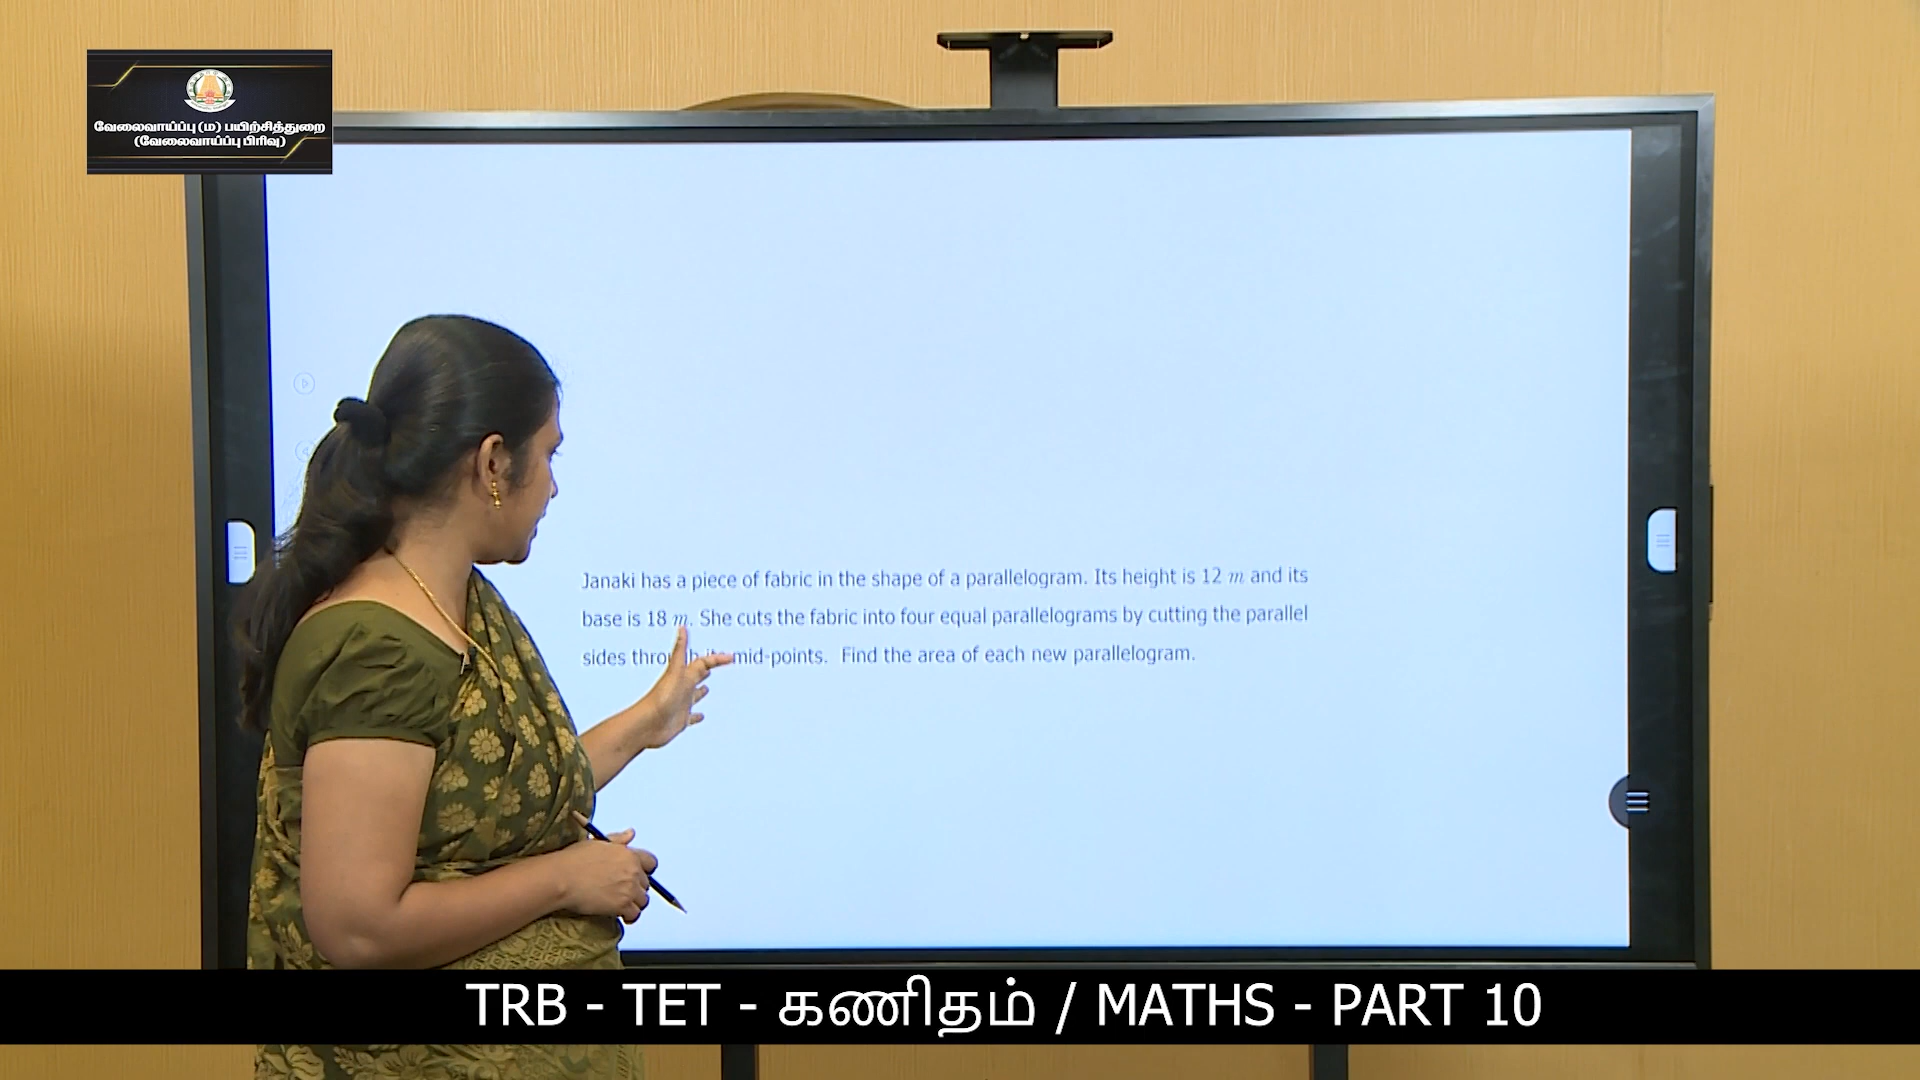 வேலைவாய்ப்பு (ம) பயிற்சித்துறை
(வேலைவாய்ப்பு பிரிவு)
Janaki has a piece of fabric in the shape of a parallelogram. Its height is 12 m and its
base is 18 m. She cuts the fabric into four equal parallelograms by cutting the parallel
sides through its mid-points. Find the area of each new parallelogram.
TRB - TET - கணிதம் / MATHS - PART 10